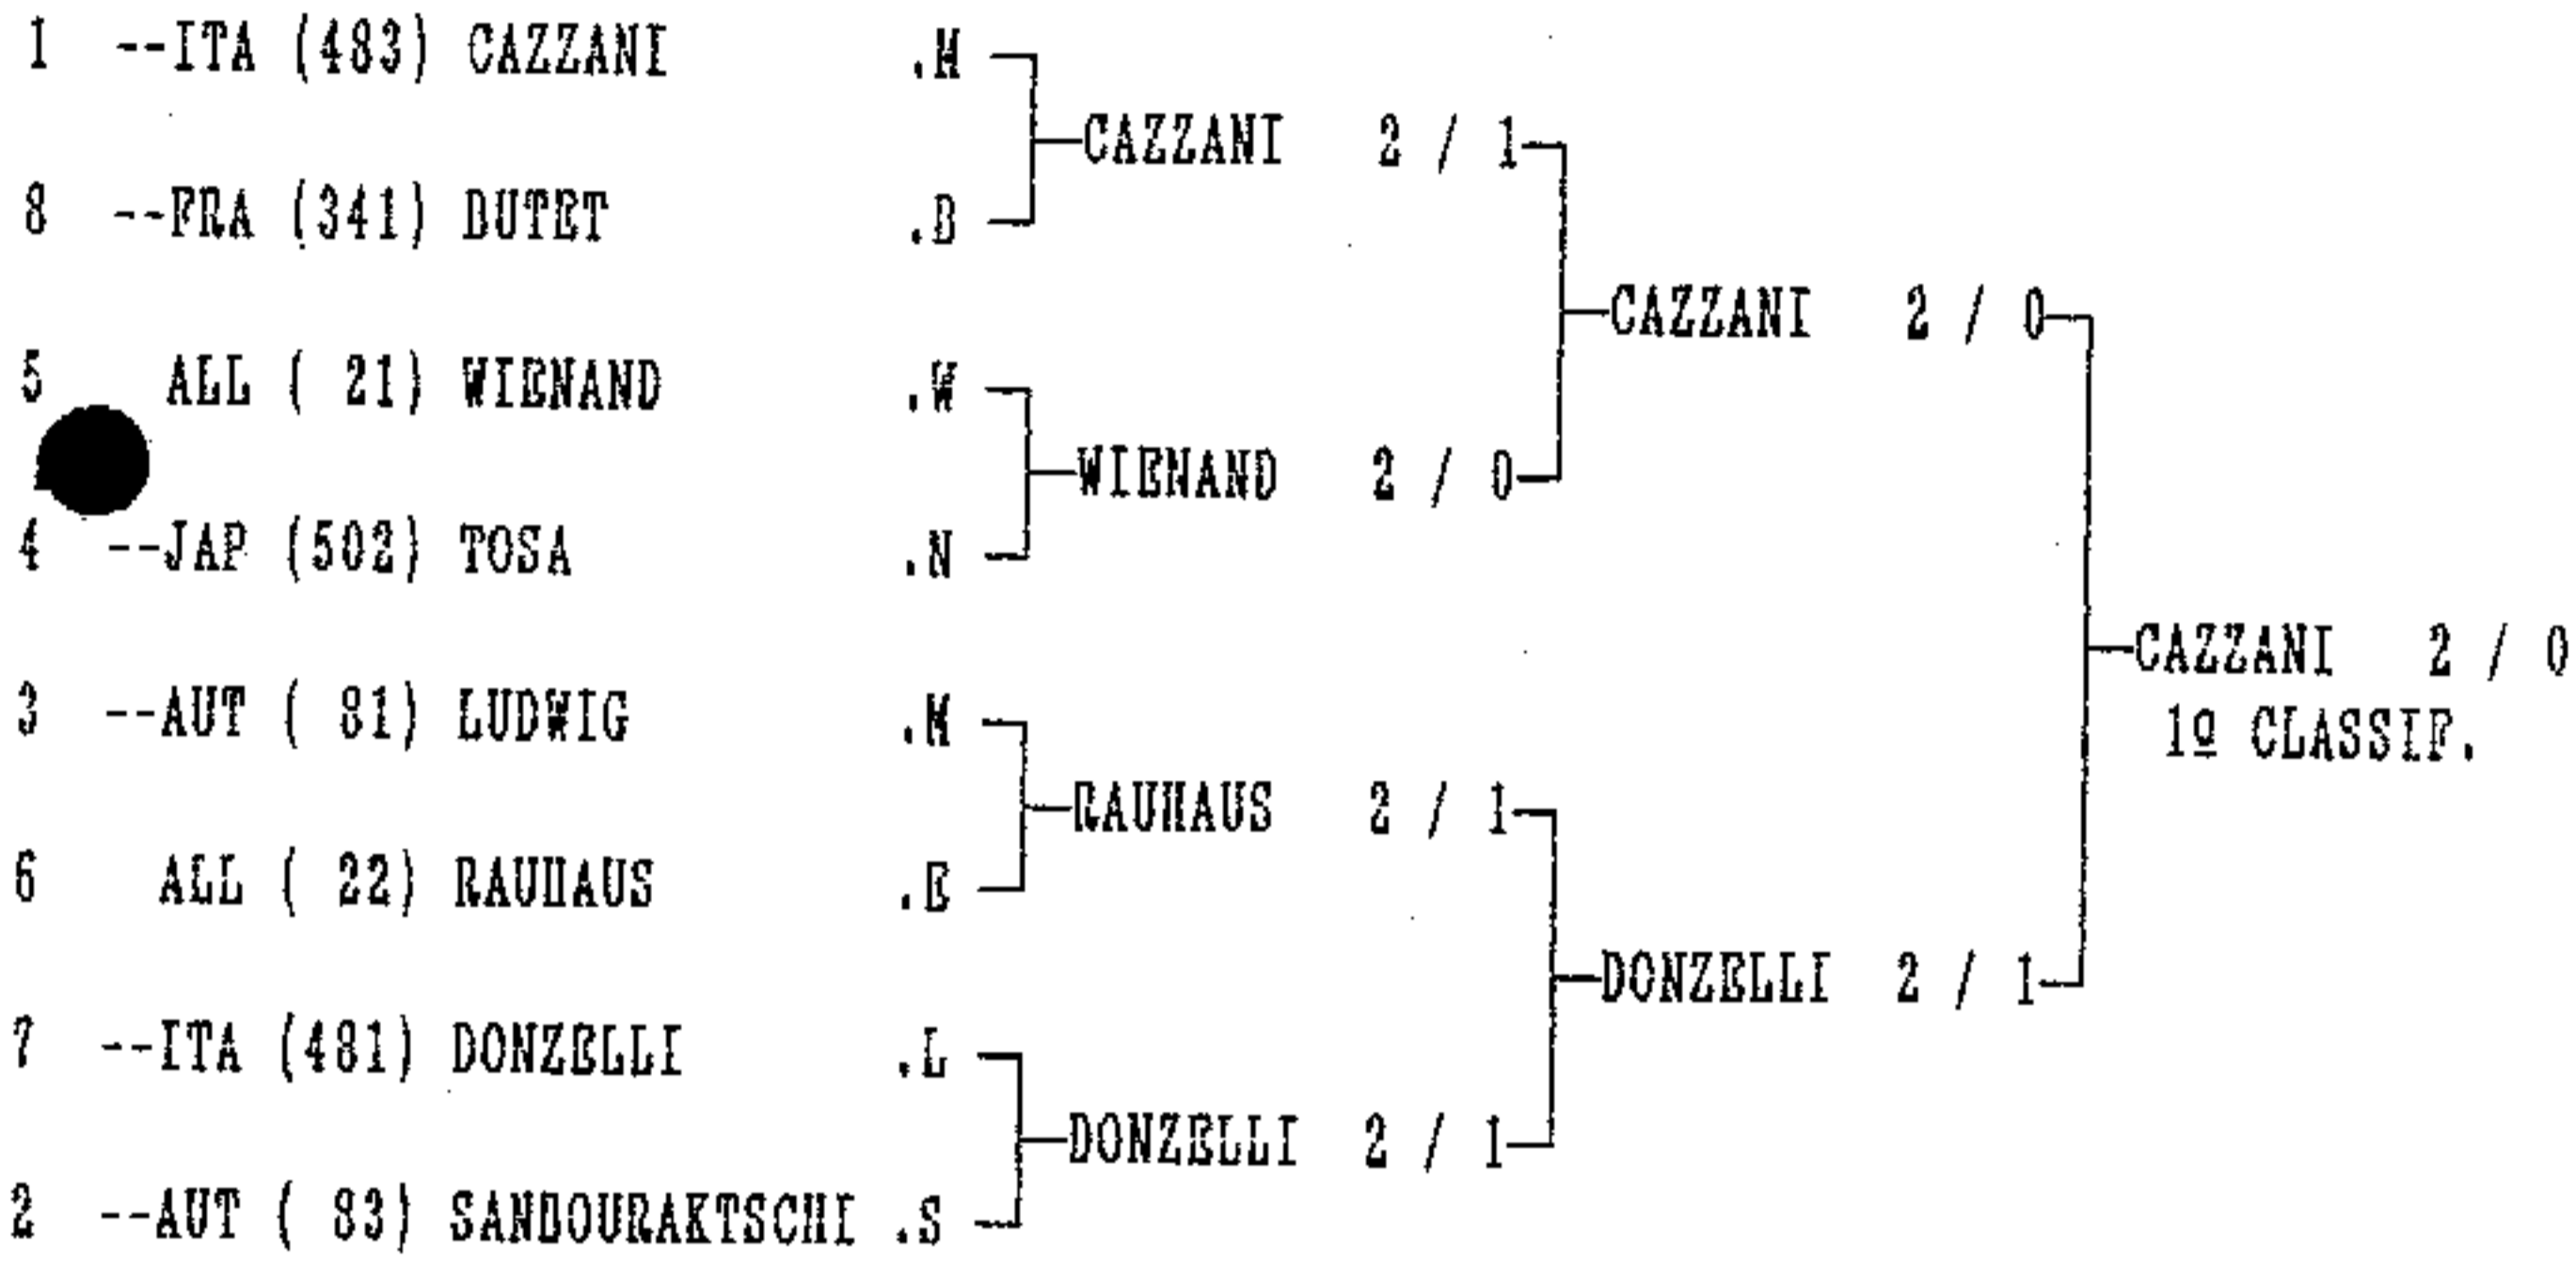 1 --ITA (483) CAZZANI .M
CAZZANI 2 / 1
8 --FRA (341) DUTET .B
CAZZANI 2 / 0
5 ALL ( 21) WIENAND .W
WIENAND 2 / 0
4 --JAP (502) TOSA .N
CAZZANI 2 / 0
1º CLASSIF.
3 --AUT ( 81) LUDWIG .M
RAUHAUS 2 / 1
6 ALL ( 22) RAUHAUS .E
DONZELLI 2 / 1
7 --ITA (481) DONZELLI .L
DONZELLI 2 / 1
2 --AUT ( 83) SANDOURAKTSCHI .S